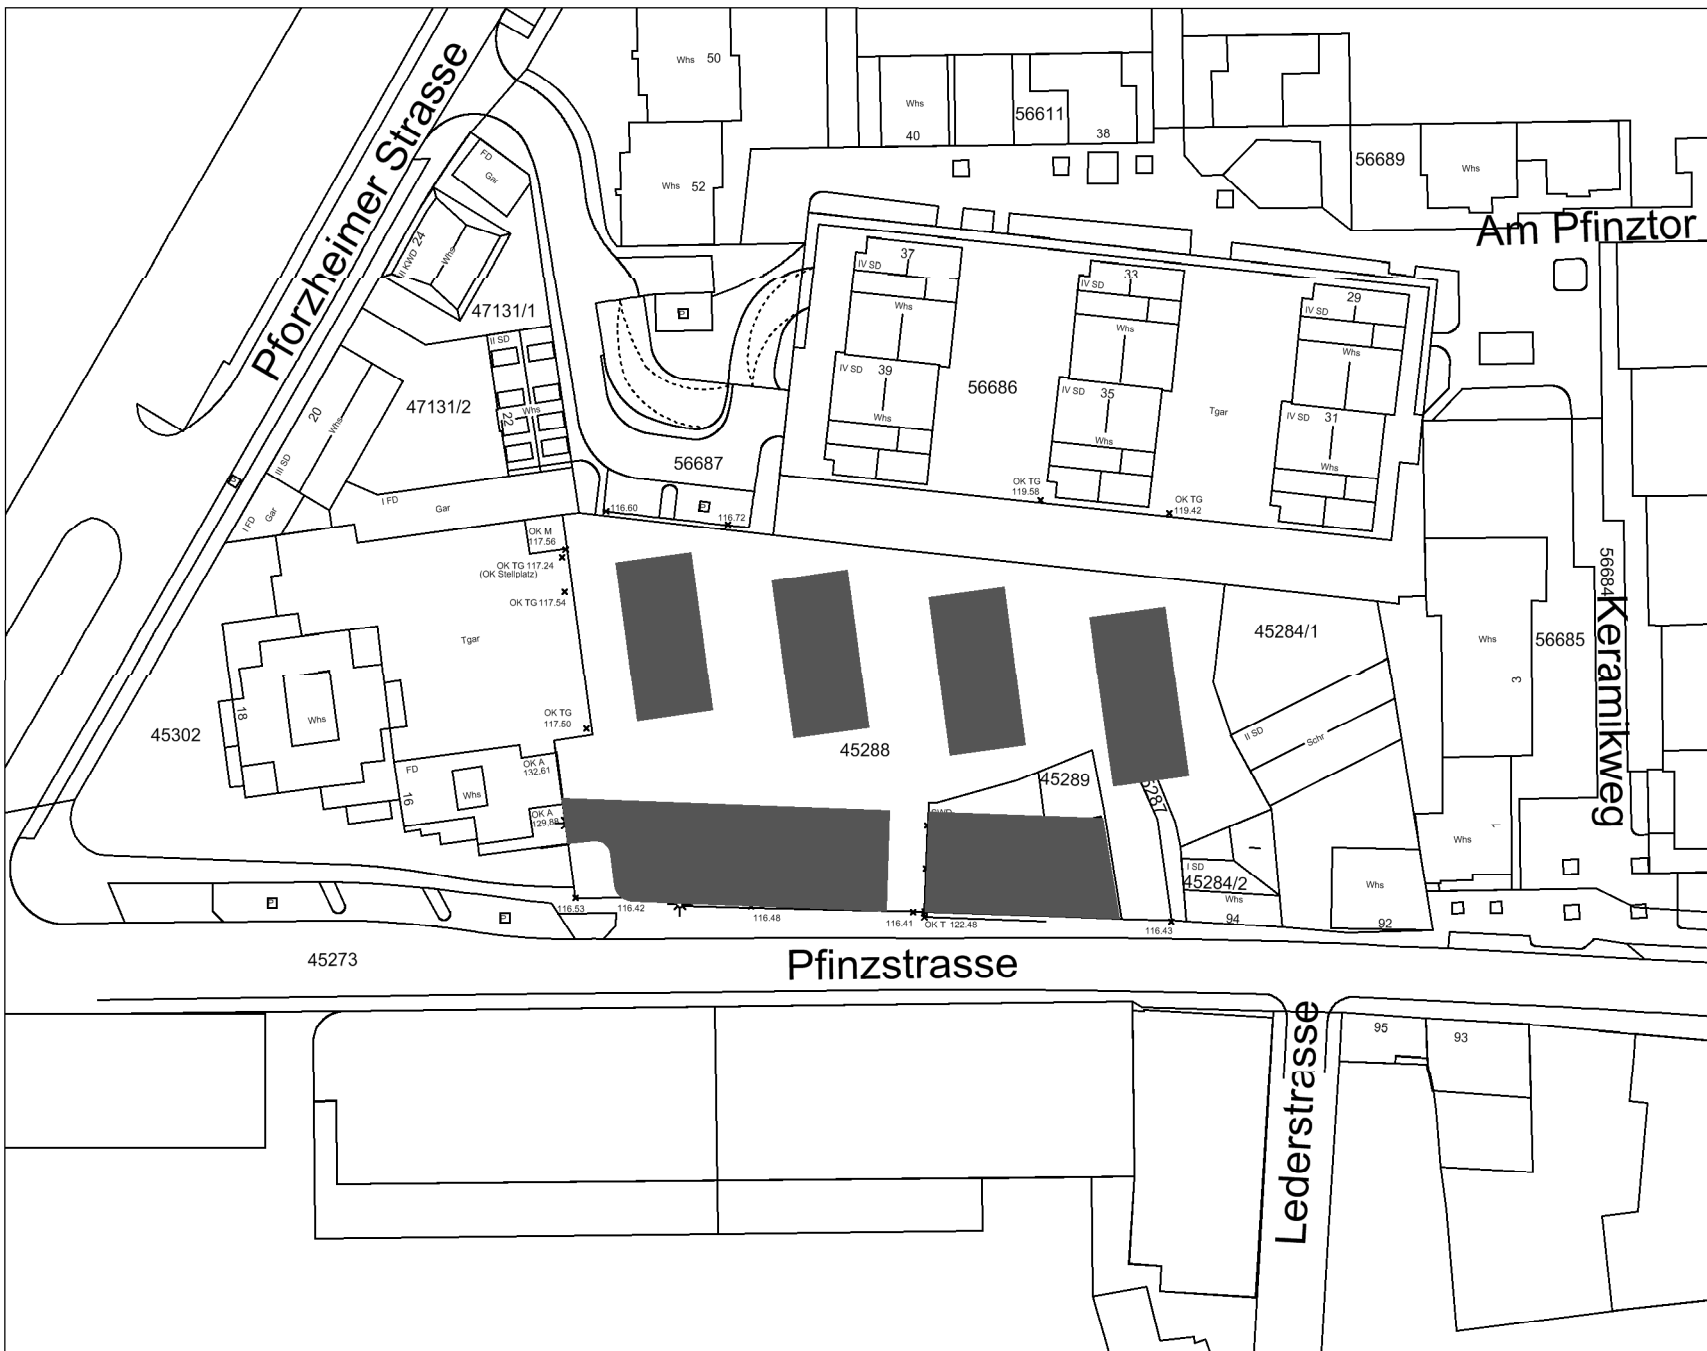 Pforzheimer Strasse
Whs 50
Whs
40
56611
38
56689
Whs
Whs 52
FD
Gar
Am Pfinztor
II KWD 24
Whs
47131/1
37
IV SD
Whs
33
IV SD
Whs
29
IV SD
Whs
P
II SD
Whs
22
47131/2
20
Whs
III SD
IV SD 39
Whs
56686
IV SD 35
Whs
Tgar
IV SD 31
Whs
56687
P
P
I FD
Gar
I FD
Gar
116.60
116.72
OK TG
119.58
OK TG
119.42
OK M
117.56
OK TG 117.24
(OK Stellplatz)
OK TG 117.54
Tgar
56684
Keramikweg
45284/1
Whs
56685
3
OK TG
117.50
18
Whs
45302
45288
II SD
Schr
FD
16
Whs
OK A
132.61
OK A
129.88
45289
Whs
1
I SD
45284/2
Whs
94
Whs
92
P
P
116.53
116.42
116.48
116.41
OK T 122.48
116.43
45273
Pfinzstrasse
Lederstrasse
95
93